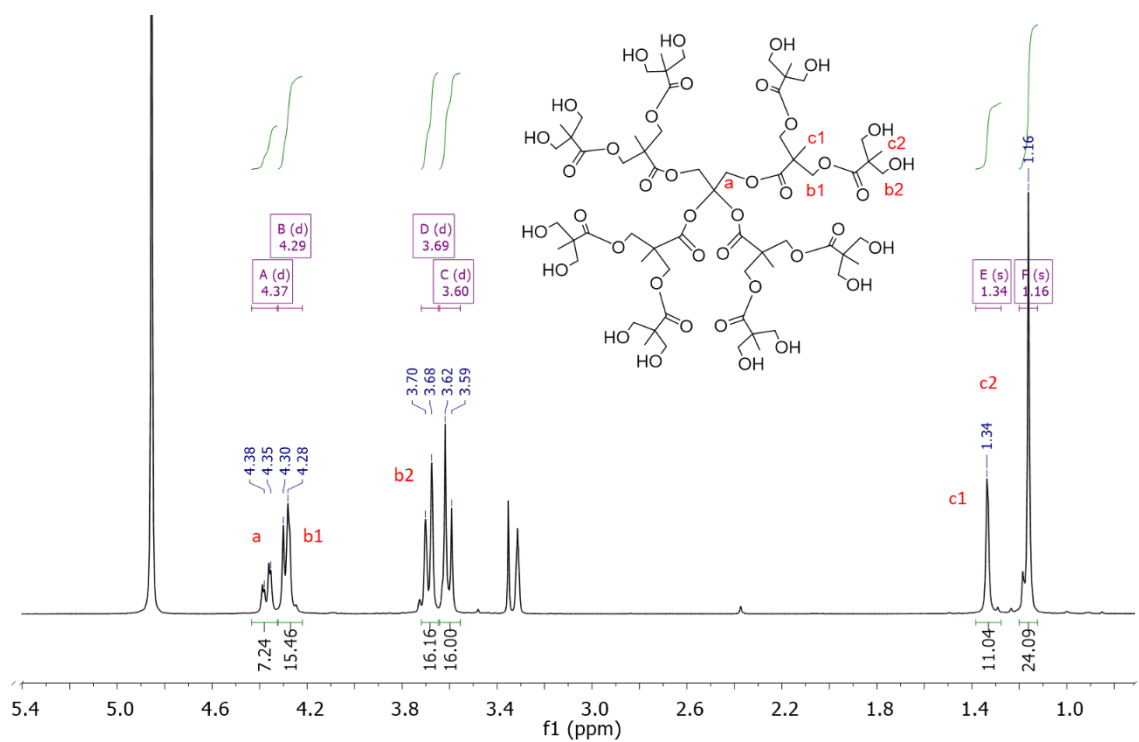 HO
OH
HO
OH
HO
O
O
OH
HO
O
O
O
O
c1
OH
c2
HO
O
O
O
O
OH
O
O
a
O
b1
O
b2
O
O
O
O
HO
O
O
O
O
O
O
OH
HO
O
O
OH
O
O
HO
O
O
OH
HO
OH
B (d)
4.29
A (d)
4.37
D (d)
3.69
C (d)
3.60
E (s)
1.34
F (s)
1.16
1.16
4.38
4.35
4.30
4.28
3.70
3.68
3.62
3.59
1.34
c2
b2
c1
a
b1
7.24
15.46
16.16
16.00
11.04
24.09
5.4
5.0
4.6
4.2
3.8
3.4
3.0
2.6
2.2
1.8
1.4
1.0
f1 (ppm)